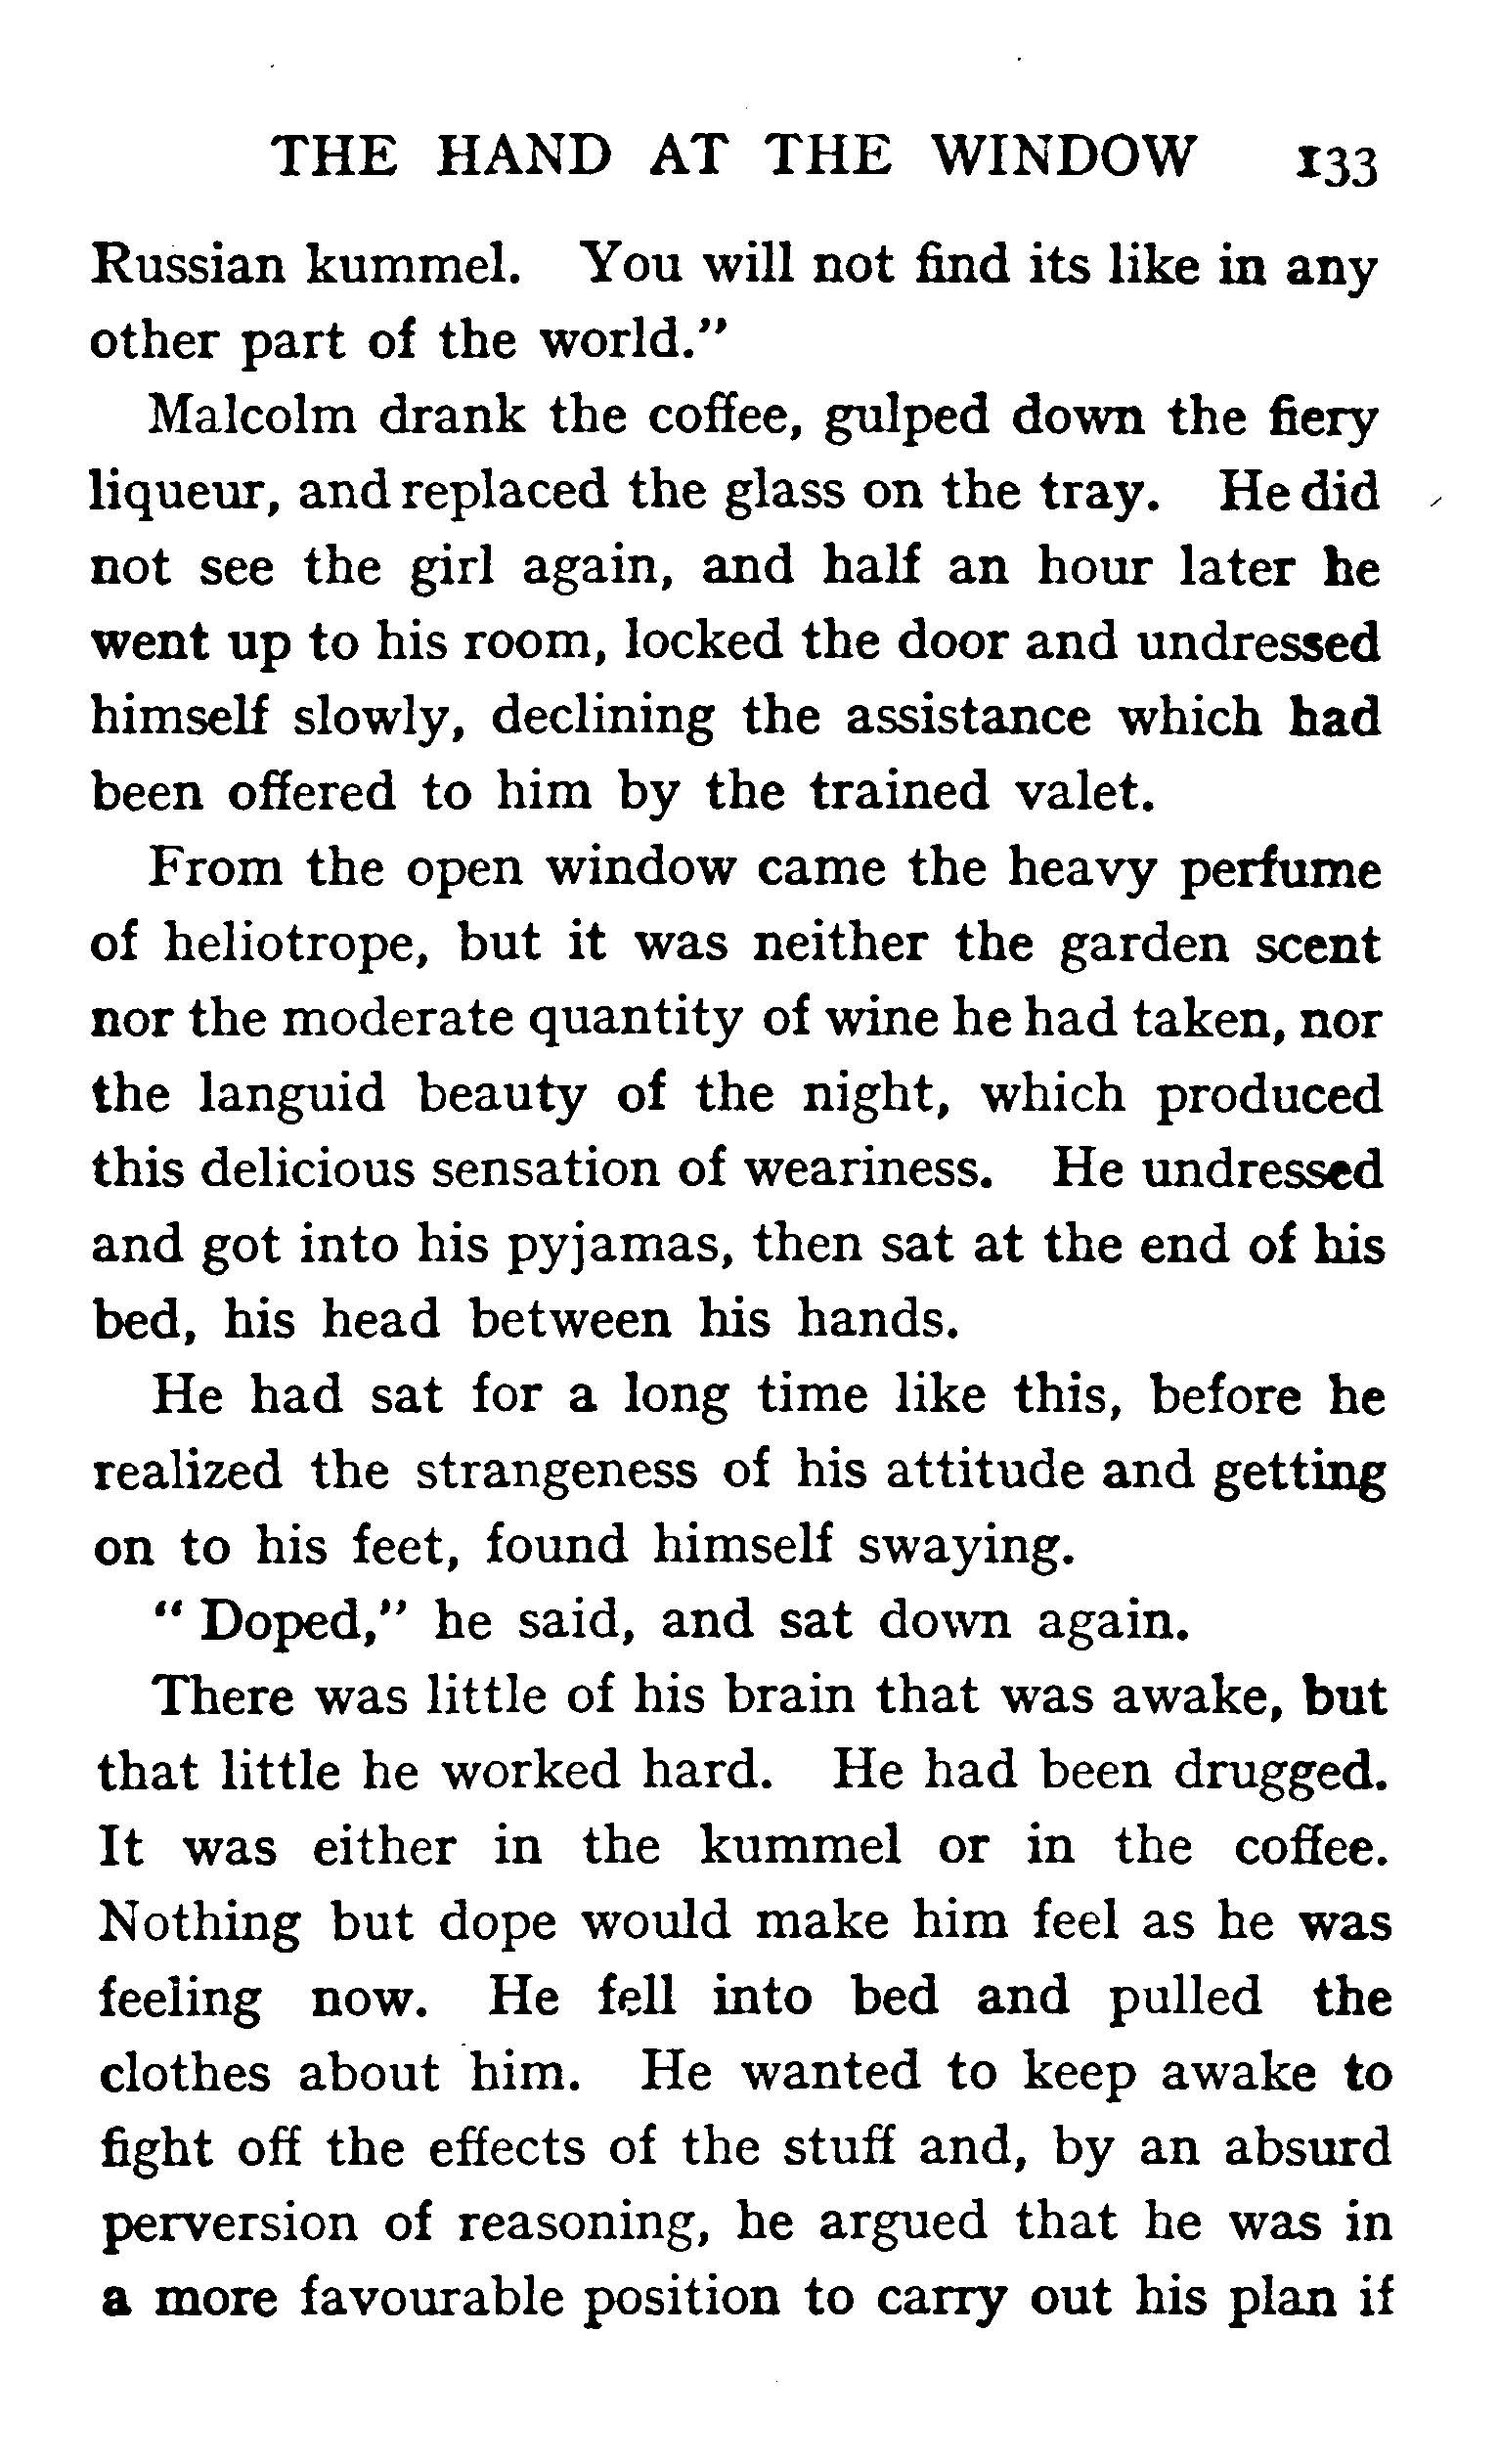 THE HAND AT THE WINDOW 133
Russian kummel. You will not find its like in any
other part of the world."
Malcolm drank the coffee, gulped down the fiery
liqueur, and replaced the glass on the tray. He did
not see the girl again, and half an hour later he
went up to his room, locked the door and undressed
himself slowly, declining the assistance which had
been offered to him by the trained valet.
From the open window came the heavy perfume
of heliotrope, but it was neither the garden scent
nor the moderate quantity of wine he had taken, nor
the languid beauty of the night, which produced
this delicious sensation of weariness. He undressed
and got into his pyjamas, then sat at the end of his
bed, his head between his hands.
He had sat for a long time like this, before he
realized the strangeness of his attitude and getting
on to his feet, found himself swaying.
"Doped," he said, and sat down again.
There was little of his brain that was awake, but
that little he worked hard. He had been drugged.
It was either in the kummel or in the coffee.
Nothing but dope would make him feel as he was
feeling now. He fell into bed and pulled the
clothes about him. He wanted to keep awake to
fight off the effects of the stuff and, by an absurd
perversion of reasoning, he argued that he was in
a more favourable position to carry out his plan if